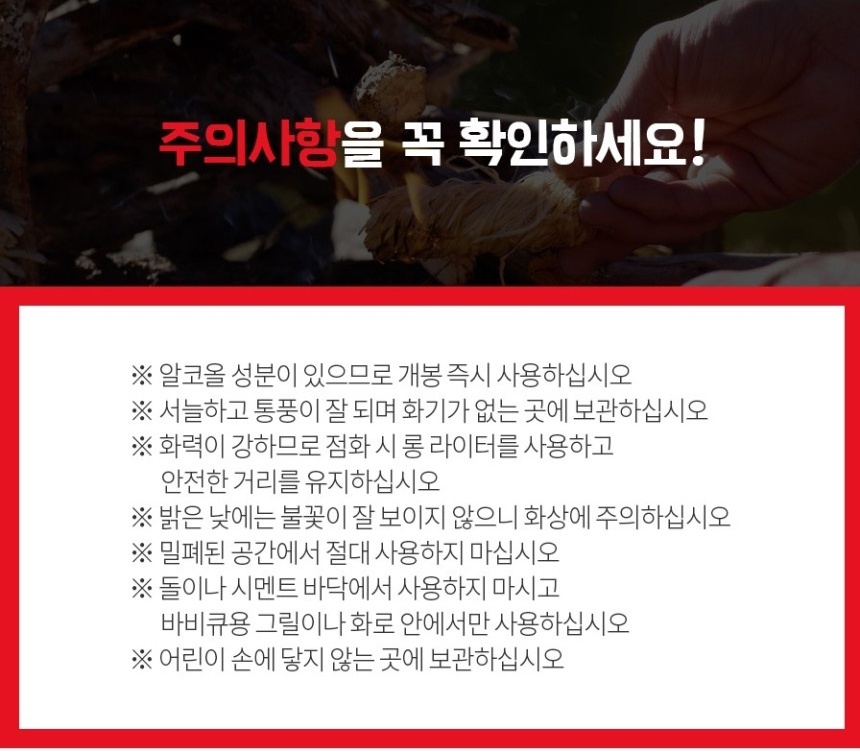 주의사항을 꼭 확인하세요!
※ 알코올 성분이 있으므로 개봉 즉시 사용하십시오
※ 서늘하고 통풍이 잘 되며 화기가 없는 곳에 보관하십시오
※ 화력이 강하므로 점화 시 롱 라이터를 사용하고
안전한 거리를 유지하십시오
※ 밝은 낮에는 불꽃이 잘 보이지 않으니 화상에 주의하십시오
※ 밀폐된 공간에서 절대 사용하지 마십시오
※ 돌이나 시멘트 바닥에서 사용하지 마시고
바비큐용 그릴이나 화로 안에서만 사용하십시오
※ 어린이 손에 닿지 않는 곳에 보관하십시오